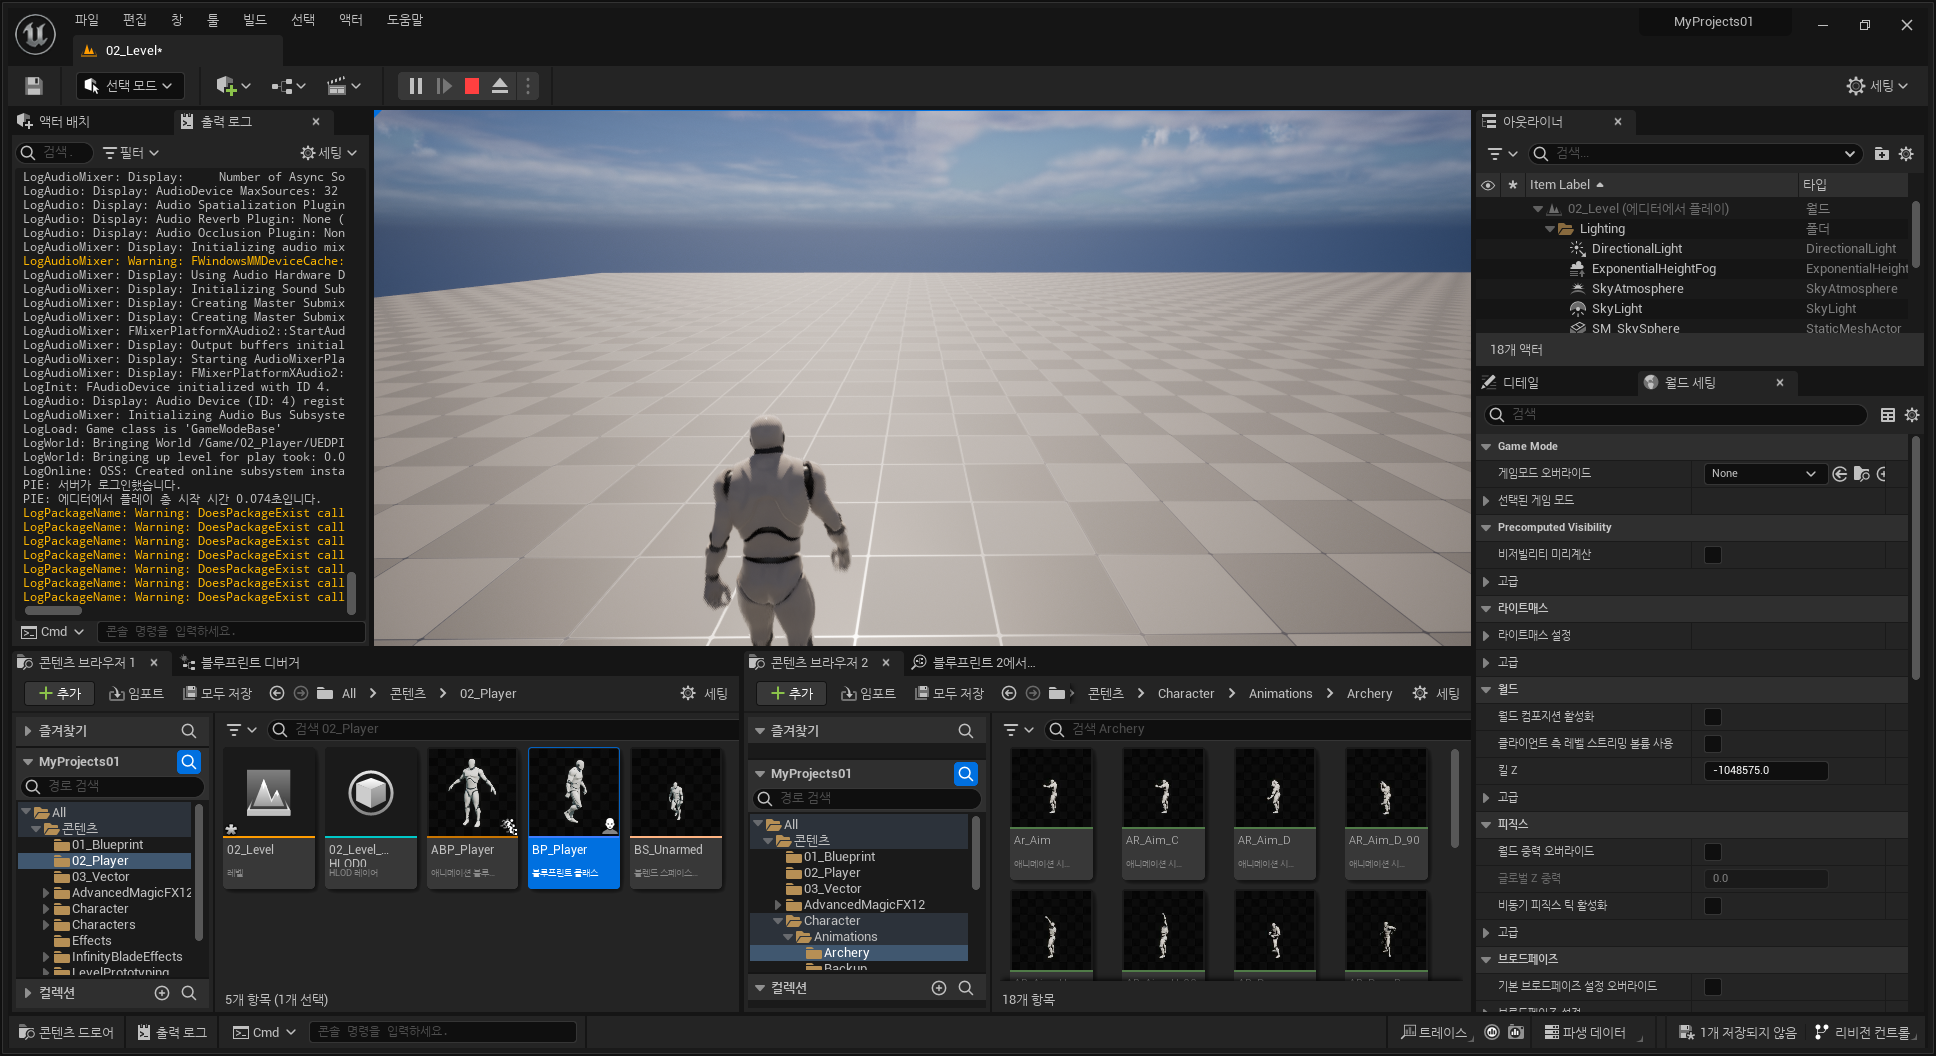 파일 편집 창 툴 빌드 선택 액터 도움말
MyProjects01
02_Level*
선택 모드
세팅
액터 배치
출력 로그
검색.
필터
세팅
LogAudioMixer: Display: Number of Async So
LogAudio: Display: AudioDevice MaxSources: 32
LogAudio: Display: Audio Spatialization Plugin
LogAudio: Display: Audio Reverb Plugin: None (
LogAudio: Display: Audio Occlusion Plugin: Non
LogAudioMixer: Display: Initializing audio mix
LogAudioMixer: Warning: FWindowsMMDeviceCache:
LogAudioMixer: Display: Using Audio Hardware D
LogAudioMixer: Display: Initializing Sound Sub
LogAudioMixer: Display: Creating Master Submix
LogAudioMixer: Display: Creating Master Submix
LogAudioMixer: FMixerPlatformXAudio2::StartAud
LogAudioMixer: Display: Output buffers initial
LogAudioMixer: Display: Starting AudioMixerPla
LogAudioMixer: Display: FMixerPlatformXAudio2:
LogInit: FAudioDevice initialized with ID 4.
LogAudio: Display: Audio Device (ID: 4) regist
LogAudioMixer: Initializing Audio Bus Subsyste
LogLoad: Game class is 'GameModeBase'
LogWorld: Bringing World /Game/02_Player/UEDPI
LogWorld: Bringing up level for play took: 0.0
LogOnline: OSS: Created online subsystem insta
PIE: 서버가 로그인했습니다.
PIE: 에디터에서 플레이 총 시작 시간 0.074초입니다.
LogPackageName: Warning: DoesPackageExist call
LogPackageName: Warning: DoesPackageExist call
LogPackageName: Warning: DoesPackageExist call
LogPackageName: Warning: DoesPackageExist call
LogPackageName: Warning: DoesPackageExist call
LogPackageName: Warning: DoesPackageExist call
LogPackageName: Warning: DoesPackageExist call
Cmd
콘솔 명령을 입력하세요.
아웃라이너
검색...
Item Label 타입
02_Level (에디터에서 플레이) 월드
Lighting 폴더
DirectionalLight DirectionalLight
ExponentialHeightFog ExponentialHeight
SkyAtmosphere SkyAtmosphere
SkyLight SkyLight
SM_SkySphere StaticMeshActor
18개 액터
디테일
월드 세팅
검색
Game Mode
게임모드 오버라이드 None
선택된 게임 모드
Precomputed Visibility
비저빌리티 미리계산
고급
라이트매스
라이트매스 설정
고급
월드
월드 컴포지션 활성화
클라이언트 측 레벨 스트리밍 볼륨 사용
킬 Z -1048575.0
고급
피직스
월드 중력 오버라이드
글로벌 Z 중력 0.0
비동기 피직스 틱 활성화
고급
브로드페이즈
기본 브로드페이즈 설정 오버라이드
브로드페이즈 설정
콘텐츠 브라우저 1
블루프린트 디버거
추가 임포트 모두 저장 All 콘텐츠 02_Player 세팅
즐겨찾기
검색 02_Player
MyProjects01
경로 검색
All
콘텐츠
01_Blueprint
02_Player
03_Vector
AdvancedMagicFX12
Character
Characters
Effects
InfinityBladeEffects
LevelPrototyping
컬렉션
02_Level
레벨
02_Level_...
HLOD0
HLOD 레이어
ABP_Player
애니메이션 블루...
BP_Player
블루프린트 클래스
BS_Unarmed
블렌드 스페이스...
5개 항목 (1개 선택)
콘텐츠 브라우저 2
블루프린트 2에서...
추가 임포트 모두 저장 콘텐츠 Character Animations Archery 세팅
즐겨찾기
검색 Archery
MyProjects01
경로 검색
All
콘텐츠
01_Blueprint
02_Player
03_Vector
AdvancedMagicFX12
Character
Animations
Archery
Backup
컬렉션
Ar_Aim
애니메이션 시...
AR_Aim_C
애니메이션 시...
AR_Aim_D
애니메이션 시...
AR_Aim_D_90
애니메이션 시...
18개 항목
콘텐츠 드로어 출력 로그 Cmd 콘솔 명령을 입력하세요.
트레이스 파생 데이터 1개 저장되지 않음 리비전 컨트롤